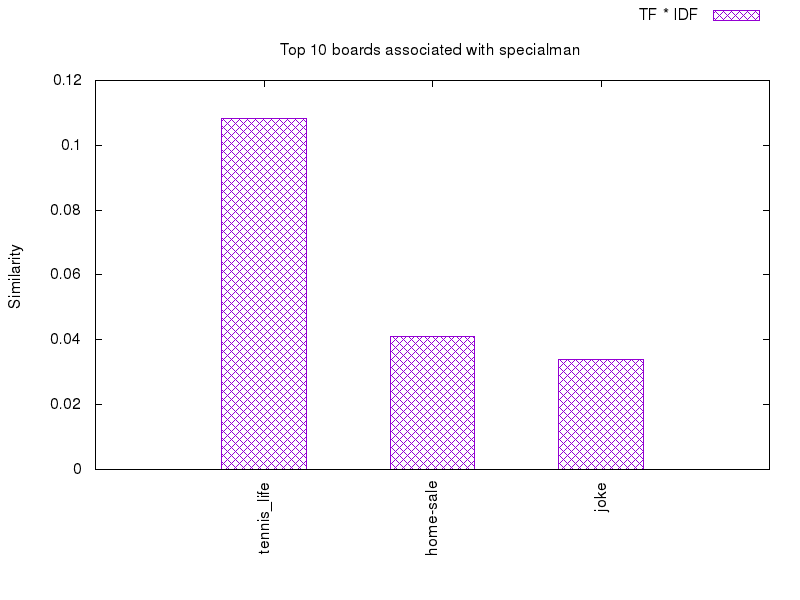 TF * IDF
Top 10 boards associated with specialman
0.12
0.1
0.08
0.06
0.04
0.02
0
Similarity
tennis_life
home-sale
joke